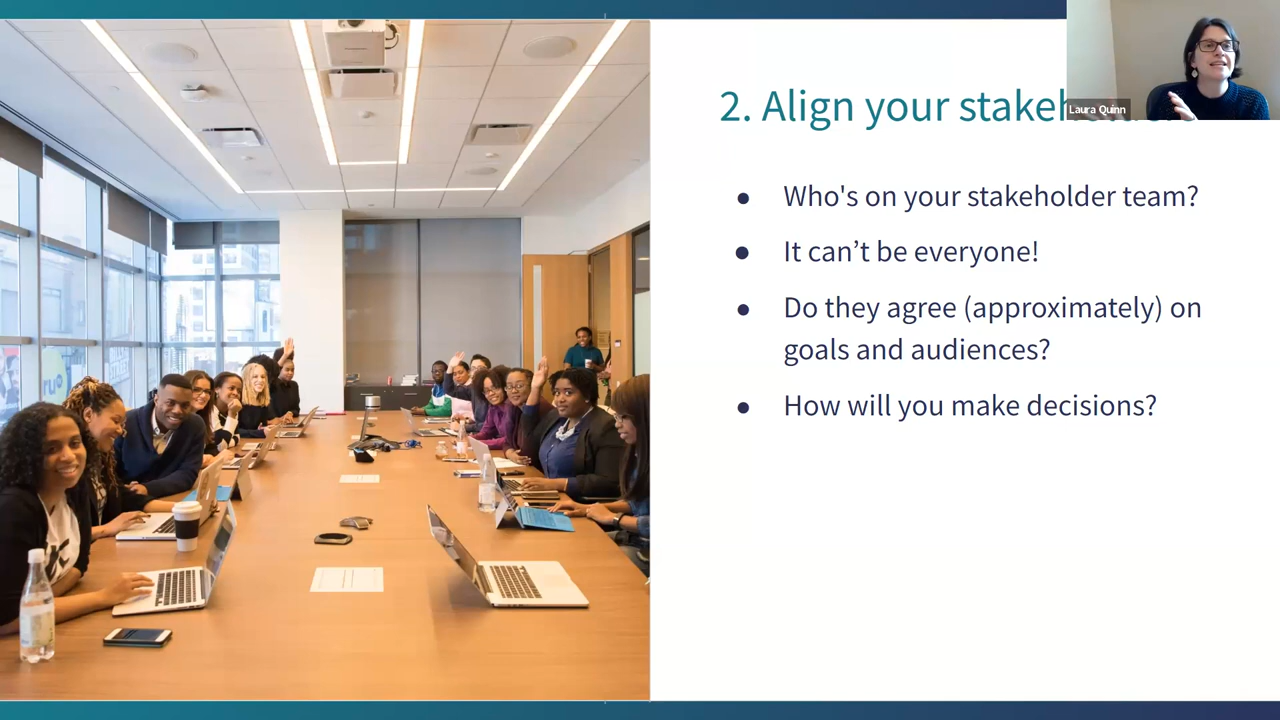 2. Align your
Laura Quinn
● Who's on your stakeholder team?
● It can’t be everyone!
● Do they agree (approximately) on
goals and audiences?
● How will you make decisions?